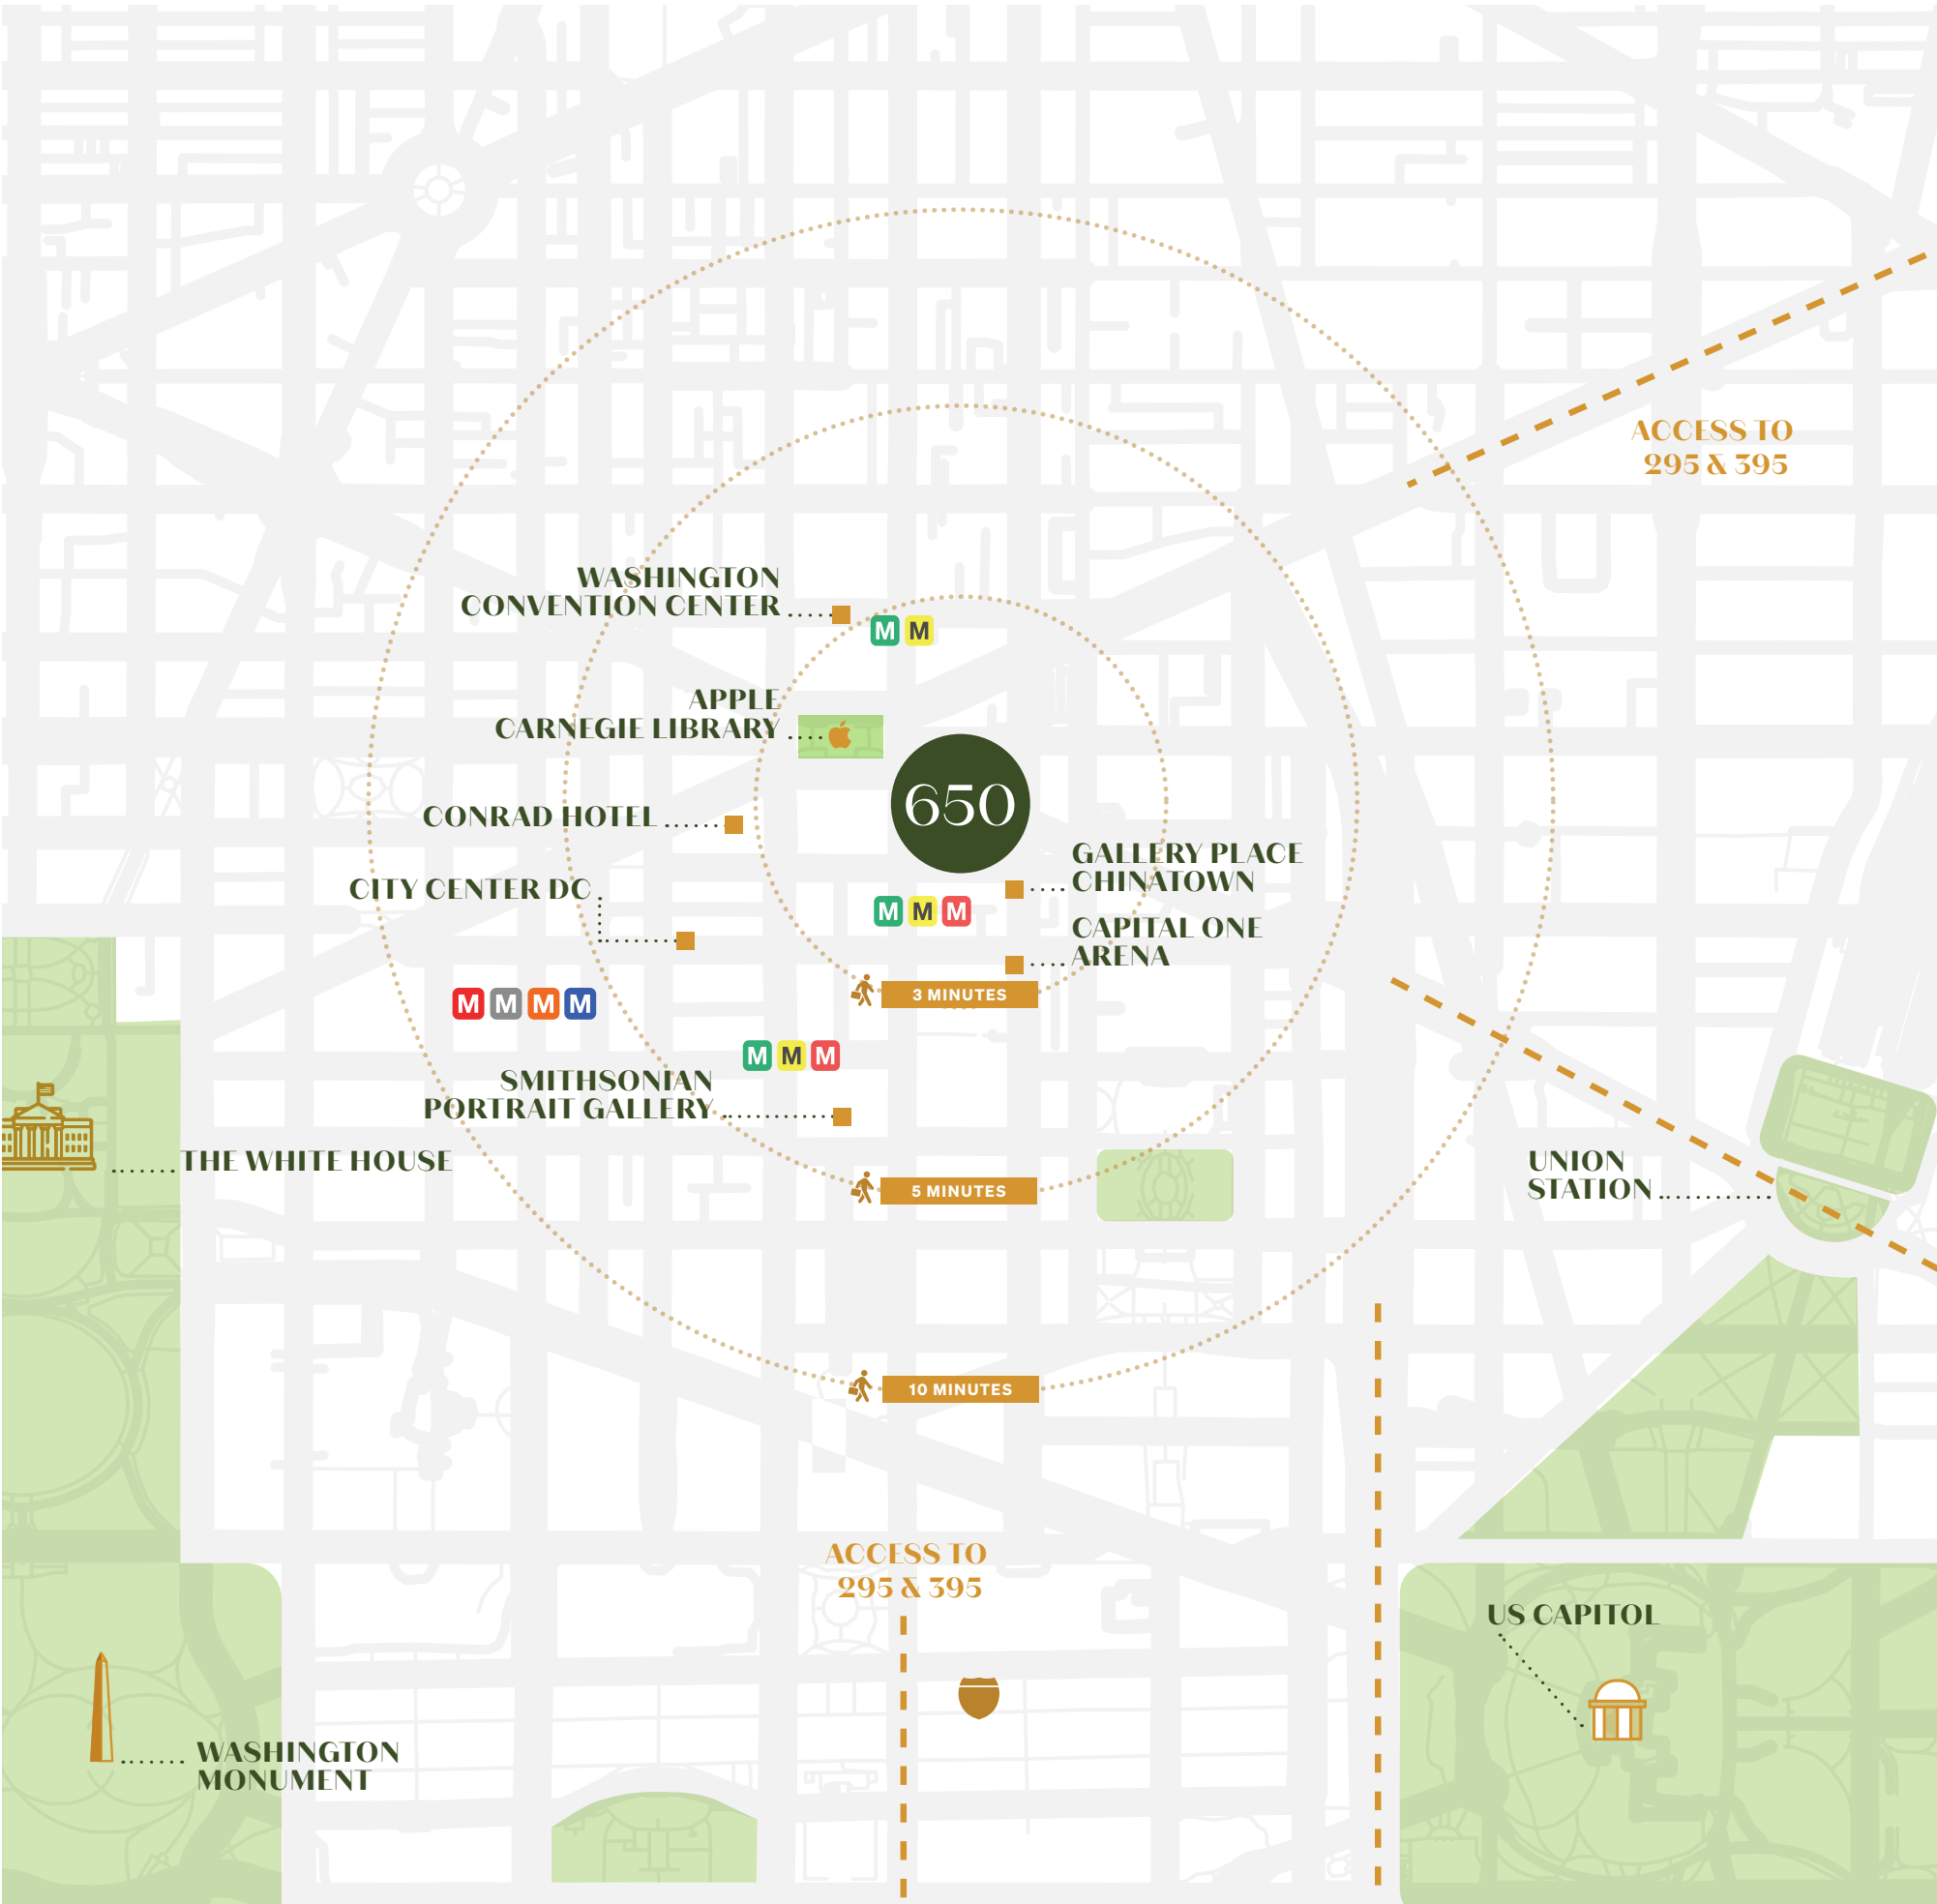 ACCESS TO
295 & 395
WASHINGTON
CONVENTION CENTER
M M
APPLE
CARNEGIE LIBRARY
650
CONRAD HOTEL
GALLERY PLACE
CHINATOWN
CITY CENTER DC
M M M
CAPITAL ONE
ARENA
3 MINUTES
M M M M
M M M
SMITHSONIAN
PORTRAIT GALLERY
THE WHITE HOUSE
UNION
STATION
5 MINUTES
10 MINUTES
ACCESS TO
295 & 395
US CAPITOL
WASHINGTON
MONUMENT